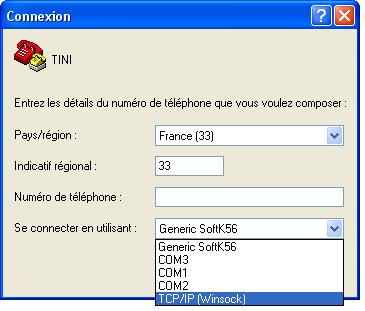 Connexion
TINI
Entrez les détails du numéro de téléphone que vous voulez composer :
Pays/région : France (33)
Indicatif régional : 33
Numéro de téléphone :
Se connecter en utilisant : Generic SoftK56
Generic SoftK56
COM3
COM1
COM2
TCP/IP (Winsock)